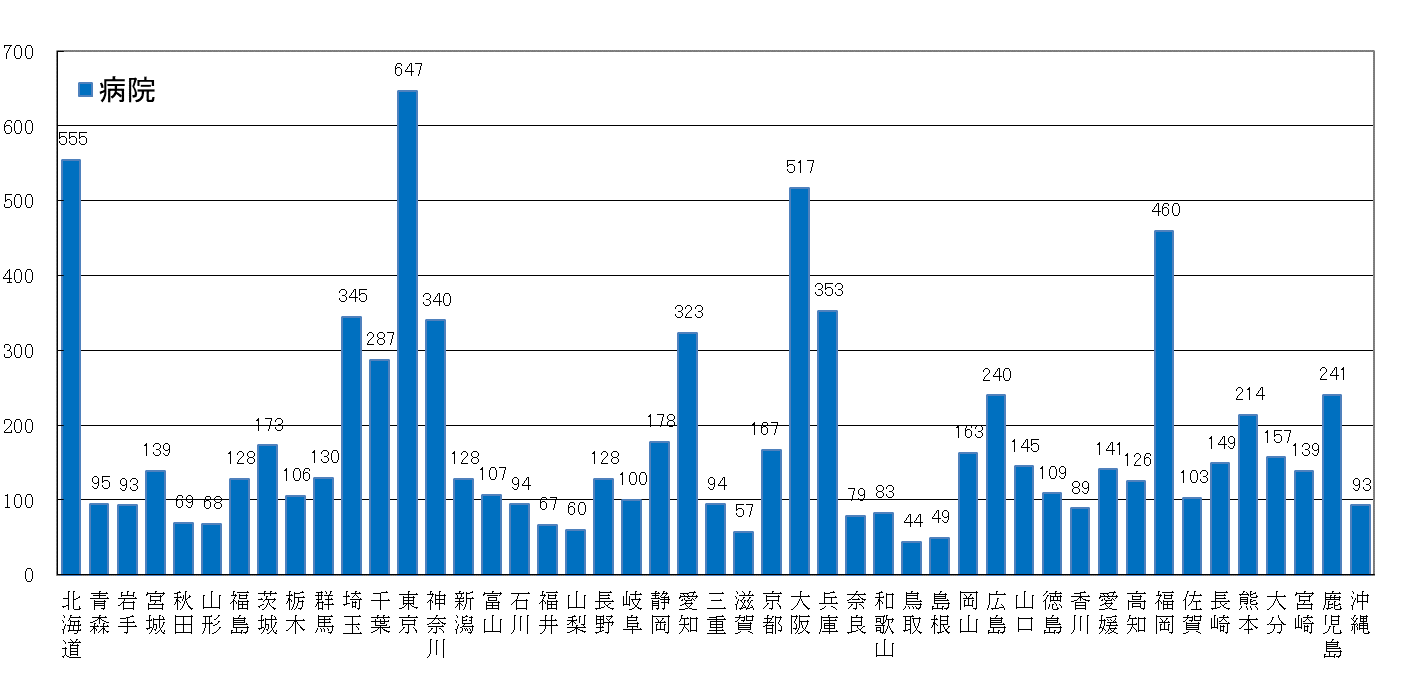 700
600
500
400
300
200
100
0
病院
555
95
93
139
69
68
128
173
106
130
345
287
647
340
128
107
94
67
60
128
100
178
323
94
57
167
517
353
79
83
44
49
163
240
145
109
89
141
126
460
103
149
214
157
139
241
93
北海道
青森
岩手
宮城
秋田
山形
福島
茨城
栃木
群馬
埼玉
千葉
東京
神奈川
新潟
富山
石川
福井
山梨
長野
岐阜
静岡
愛知
三重
滋賀
京都
大阪
兵庫
奈良
和歌山
鳥取
島根
岡山
広島
山口
徳島
香川
愛媛
高知
福岡
佐賀
長崎
熊本
大分
宮崎
鹿児島
沖縄